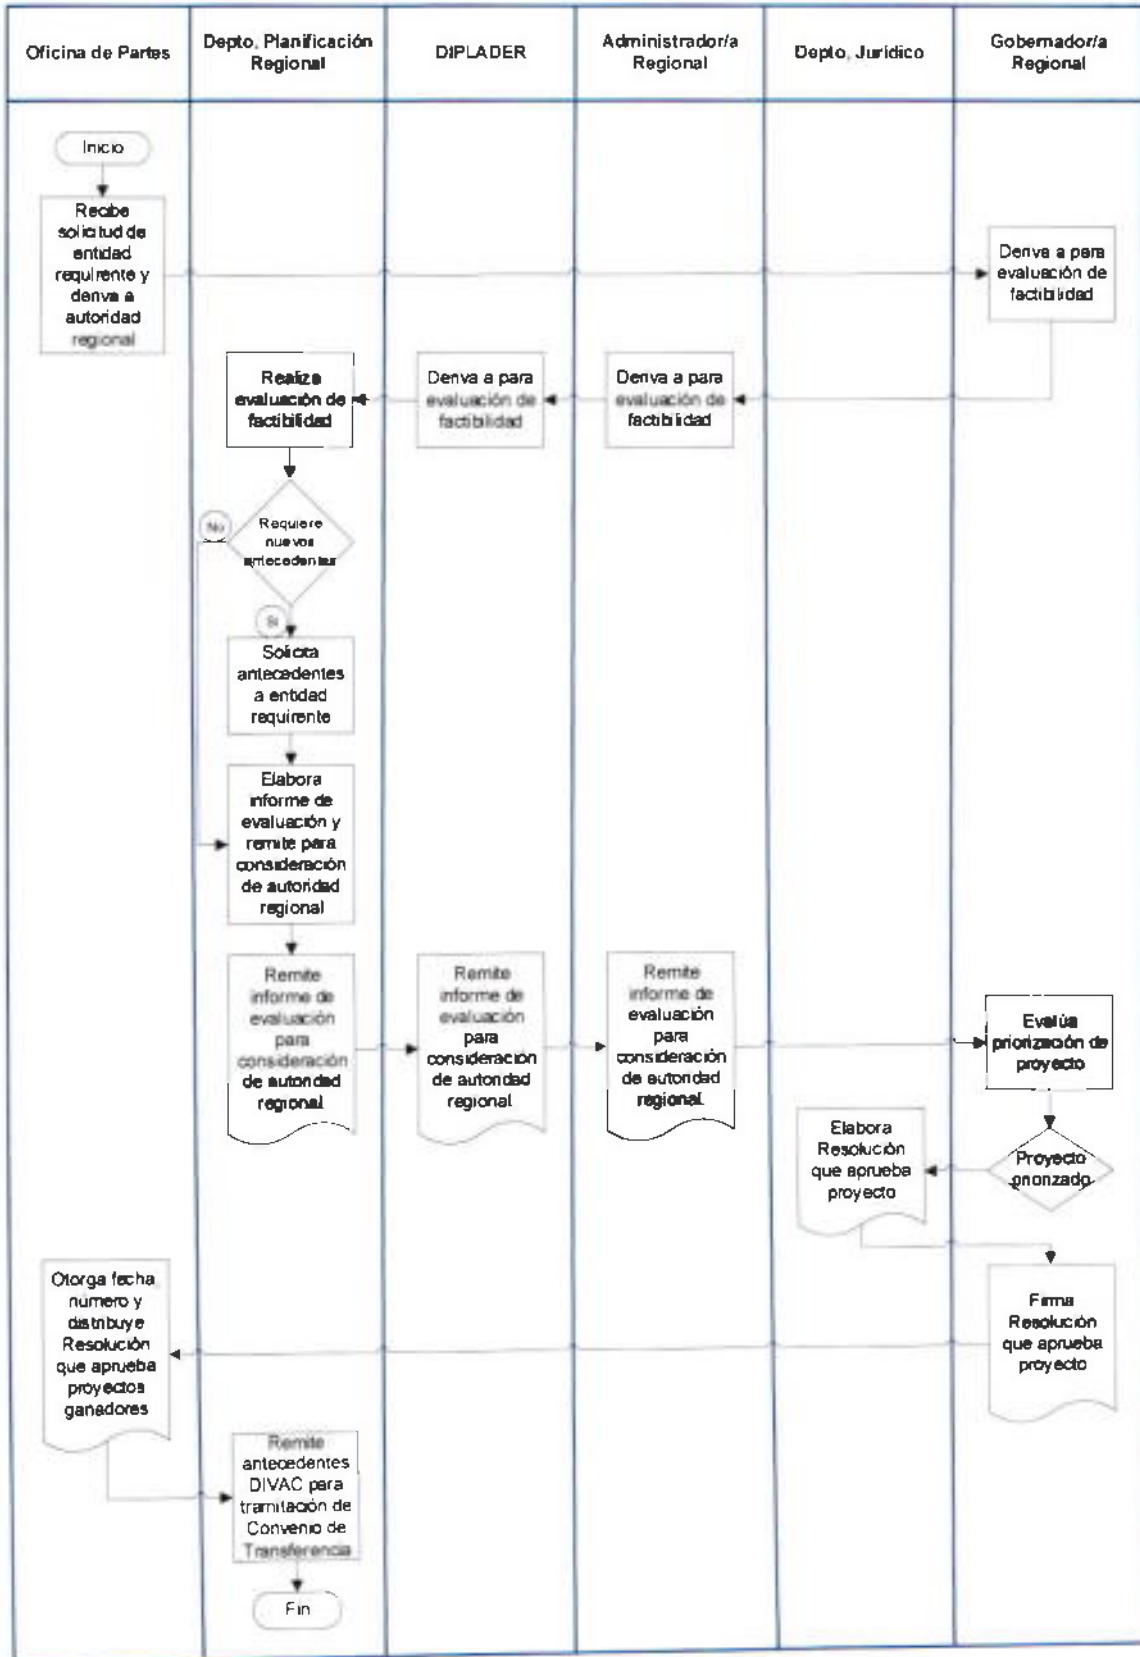 Oficina de Partes
Depto. Planificación
Regional
DIPLADER
Administrador/a
Regional
Depto. Jurídico
Gobernador/a
Regional
Inicio
Recibe
solicitud de
entidad
requirente y
deriva a
autoridad
regional
Deriva a para
evaluación de
factibilidad
Realiza
evaluación de
factibilidad
Deriva a para
evaluación de
factibilidad
Deriva a para
evaluación de
factibilidad
No
Requiere
nuevos
antecedentes
Si
Solicita
antecedentes
a entidad
requirente
Elabora
informe de
evaluación y
remite para
consideración
de autoridad
regional
Remite
informe de
evaluación
para
consideración
de autoridad
regional
Remite
informe de
evaluación
para
consideración
de autoridad
regional
Remite
informe de
evaluación
para
consideración
de autoridad
regional.
Evalúa
priorización de
proyecto
Elabora
Resolución
que aprueba
proyecto
Proyecto
priorizado
Otorga fecha,
número y
distribuye
Resolución
que aprueba
proyectos
ganadores
Firma
Resolución
que aprueba
proyecto
Remite
antecedentes
DIVAC para
tramitación de
Convenio de
Transferencia
Fin